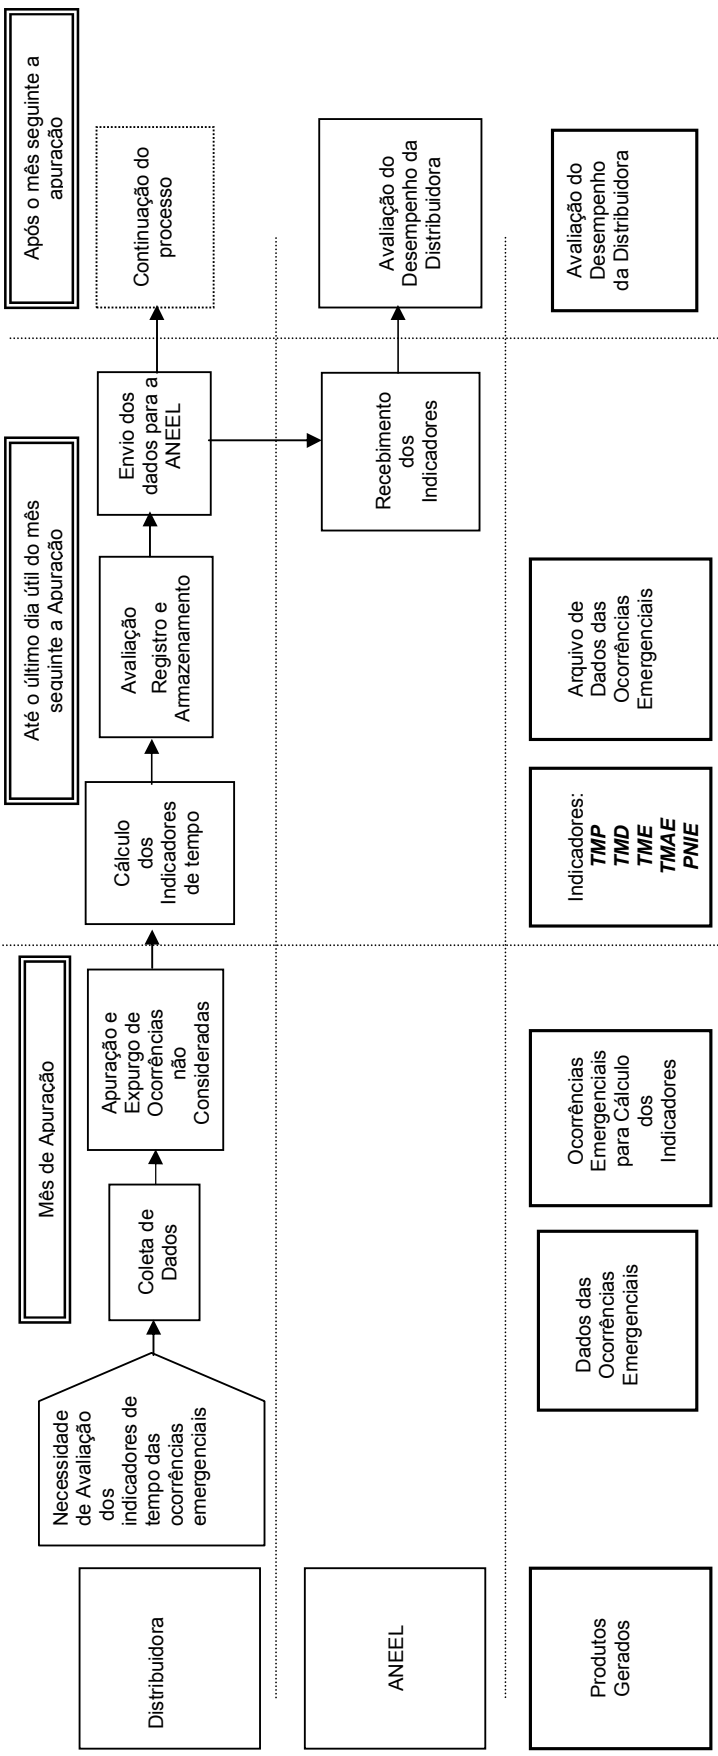 Mês de Apuração
Até o último dia útil do mês
seguinte a Apuração
Após o mês seguinte a
apuração
Distribuidora
Necessidade
de Avaliação
dos
indicadores de
tempo das
ocorrências
emergenciais
Coleta de
Dados
Apuração e
Expurgo de
Ocorrências
não
Consideradas
Cálculo
dos
Indicadores
de tempo
Avaliação
Registro e
Armazenamento
Envio dos
dados para a
ANEEL
Continuação do
processo
ANEEL
Recebimento
dos
Indicadores
Avaliação do
Desempenho da
Distribuidora
Produtos
Gerados
Dados das
Ocorrências
Emergenciais
Ocorrências
Emergenciais
para Cálculo
dos
Indicadores
Indicadores:
TMP
TMD
TME
TMAE
PNIE
Arquivo de
Dados das
Ocorrências
Emergenciais
Avaliação do
Desempenho
da Distribuidora